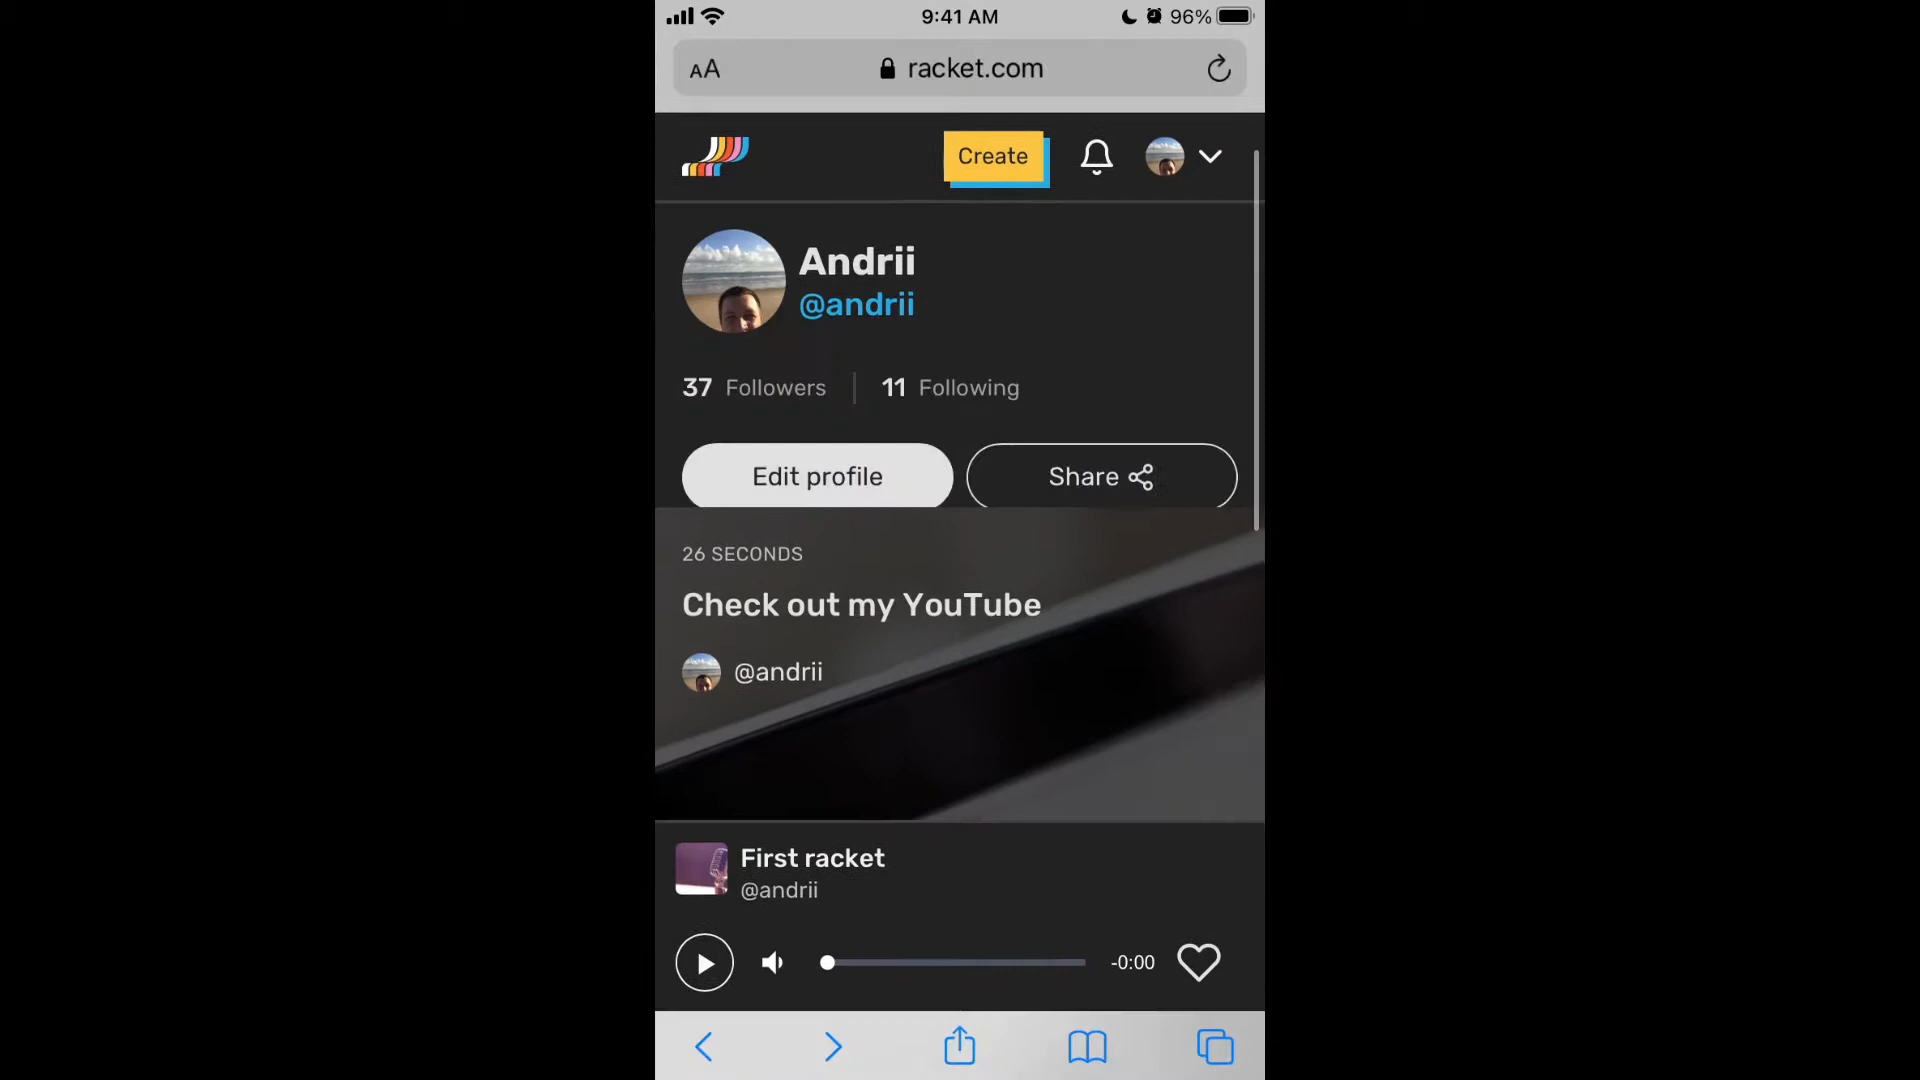 9:41 AM
96%
AA
racket.com
Create
Andrii
@andrii
37 Followers
11 Following
Edit profile
Share
26 SECONDS
Check out my YouTube
@andrii
First racket
@andrii
-0:00